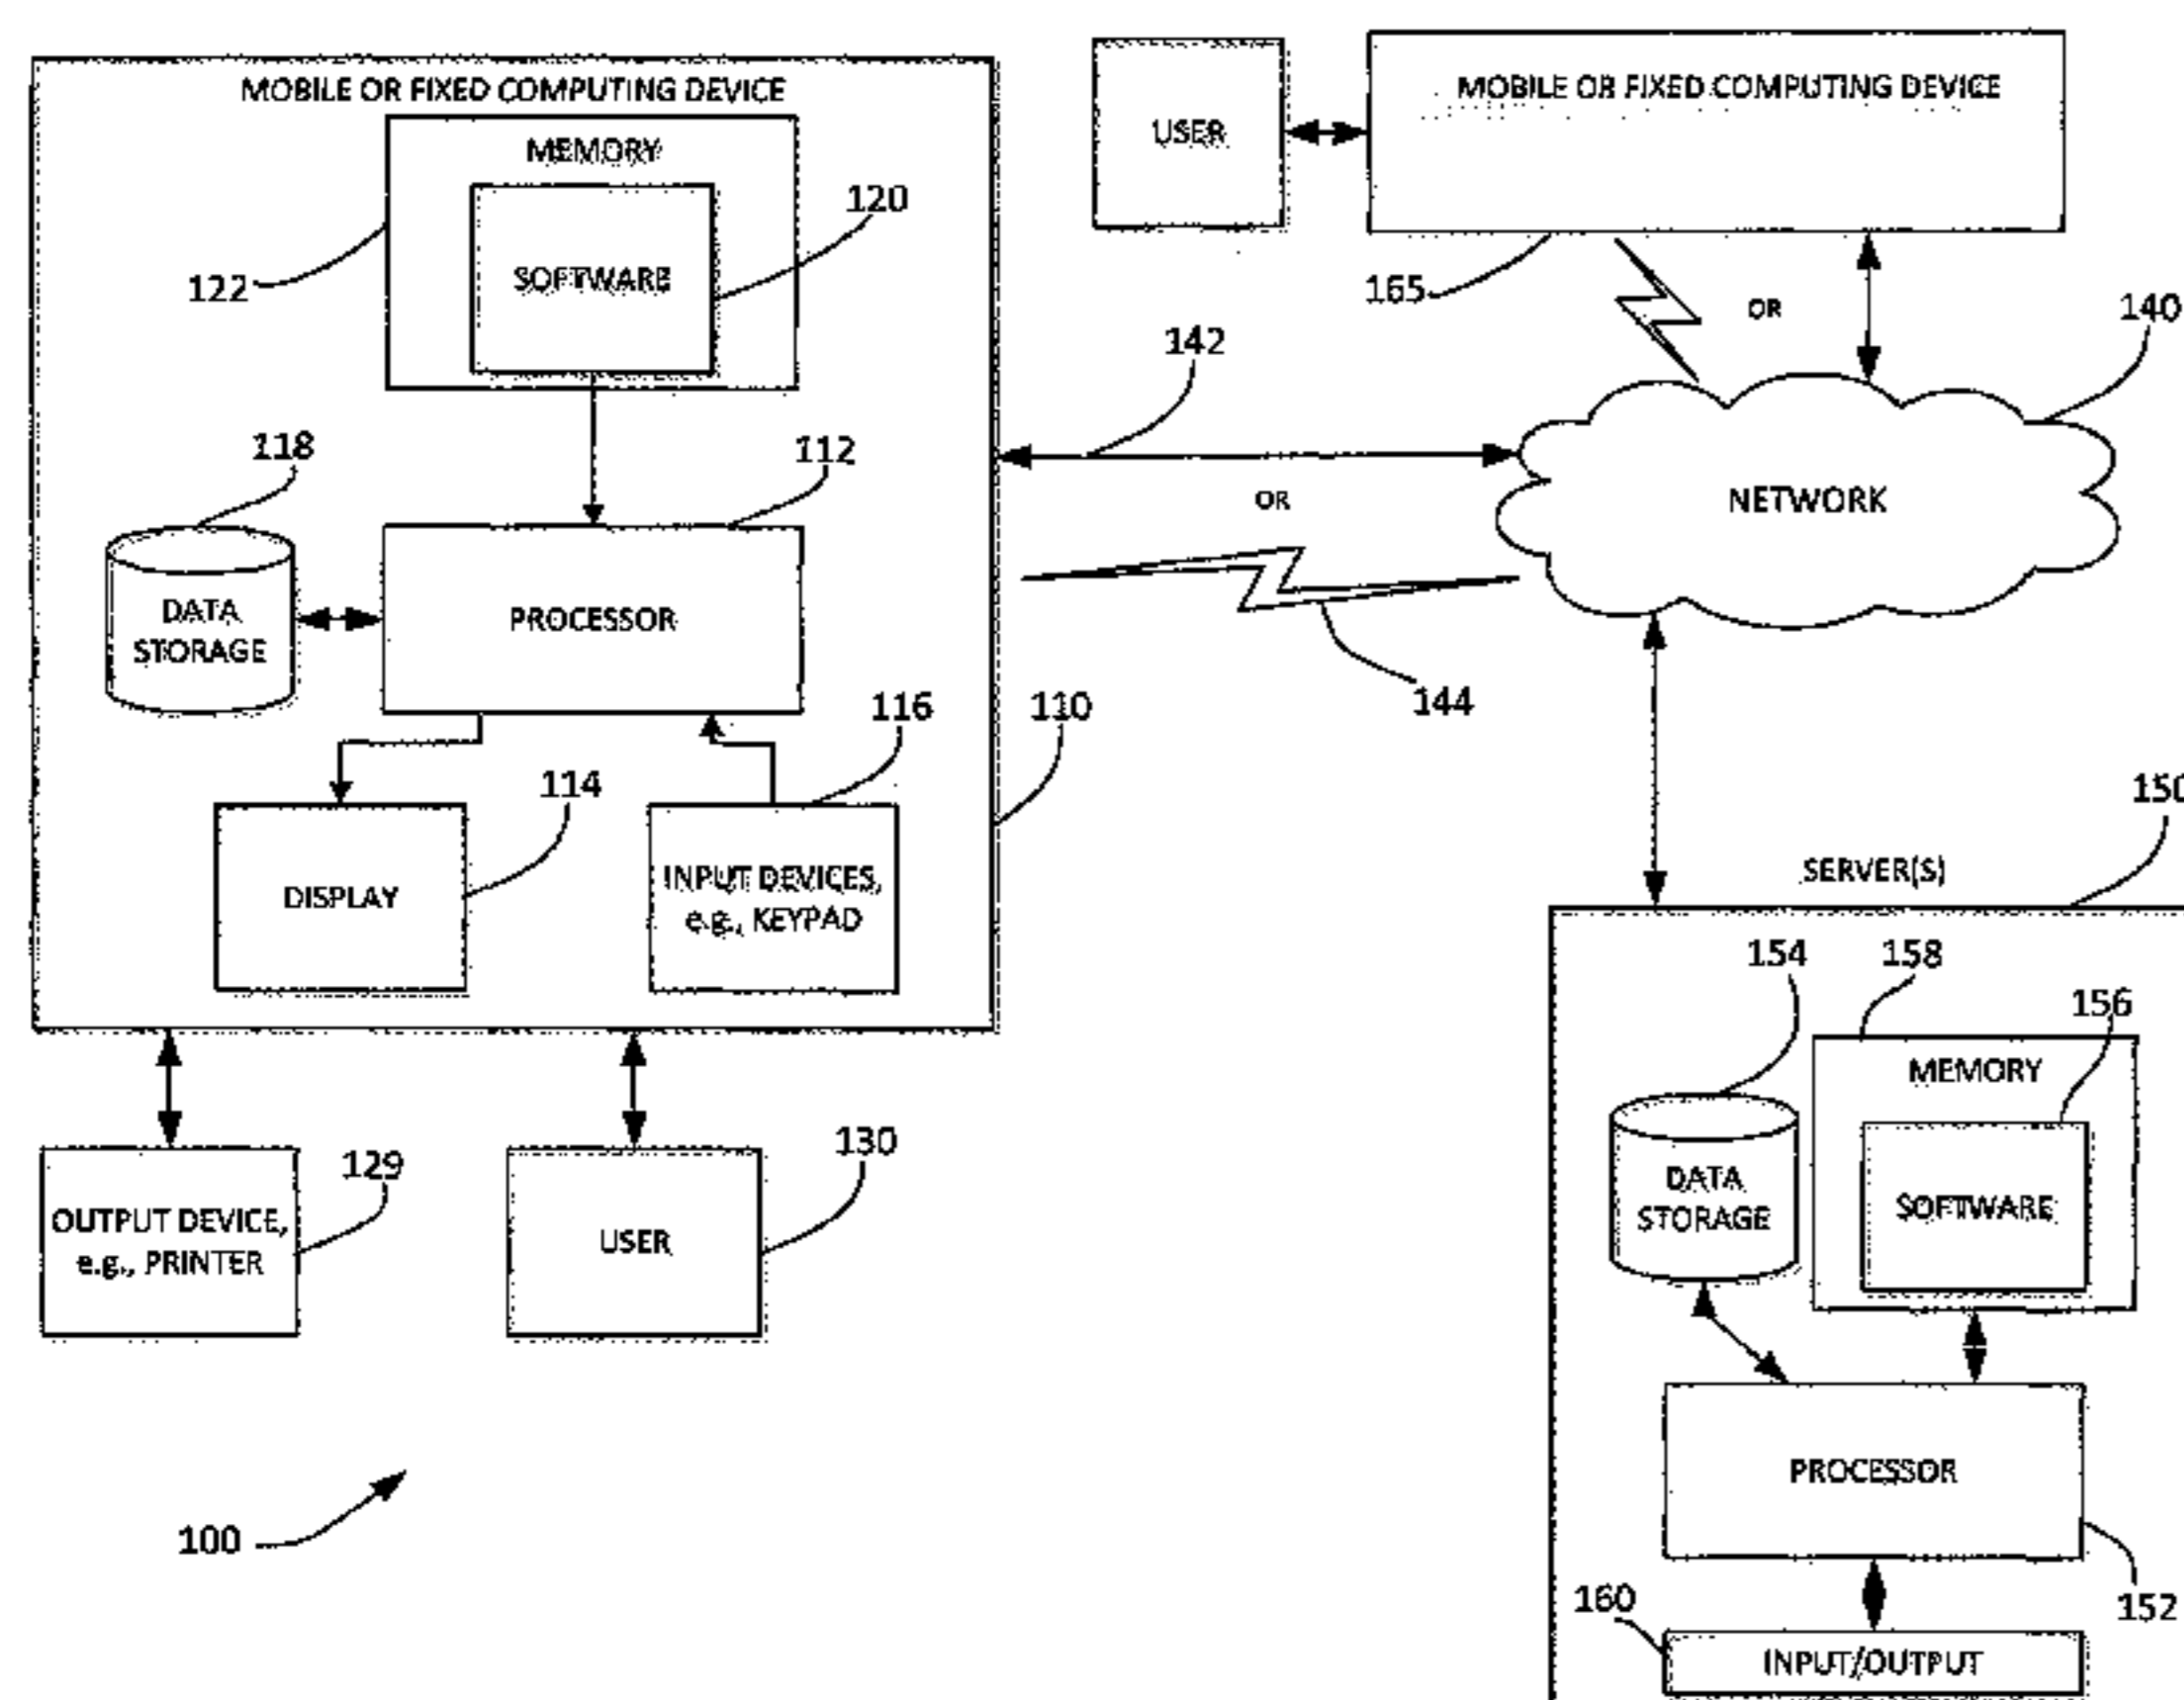 MOBILE OR FIXED COMPUTING DEVICE
MEMORY
SOFTWARE
120
122
118
112
DATA
STORAGE
PROCESSOR
116
110
114
DISPLAY
INPUT DEVICES,
e.g., KEYPAD
129
OUTPUT DEVICE,
e.g., PRINTER
130
USER
100
USER
MOBILE OR FIXED COMPUTING DEVICE
165
OR
140
142
OR
NETWORK
144
150
SERVER(S)
154
158
156
MEMORY
DATA
STORAGE
SOFTWARE
PROCESSOR
152
160
INPUT/OUTPUT